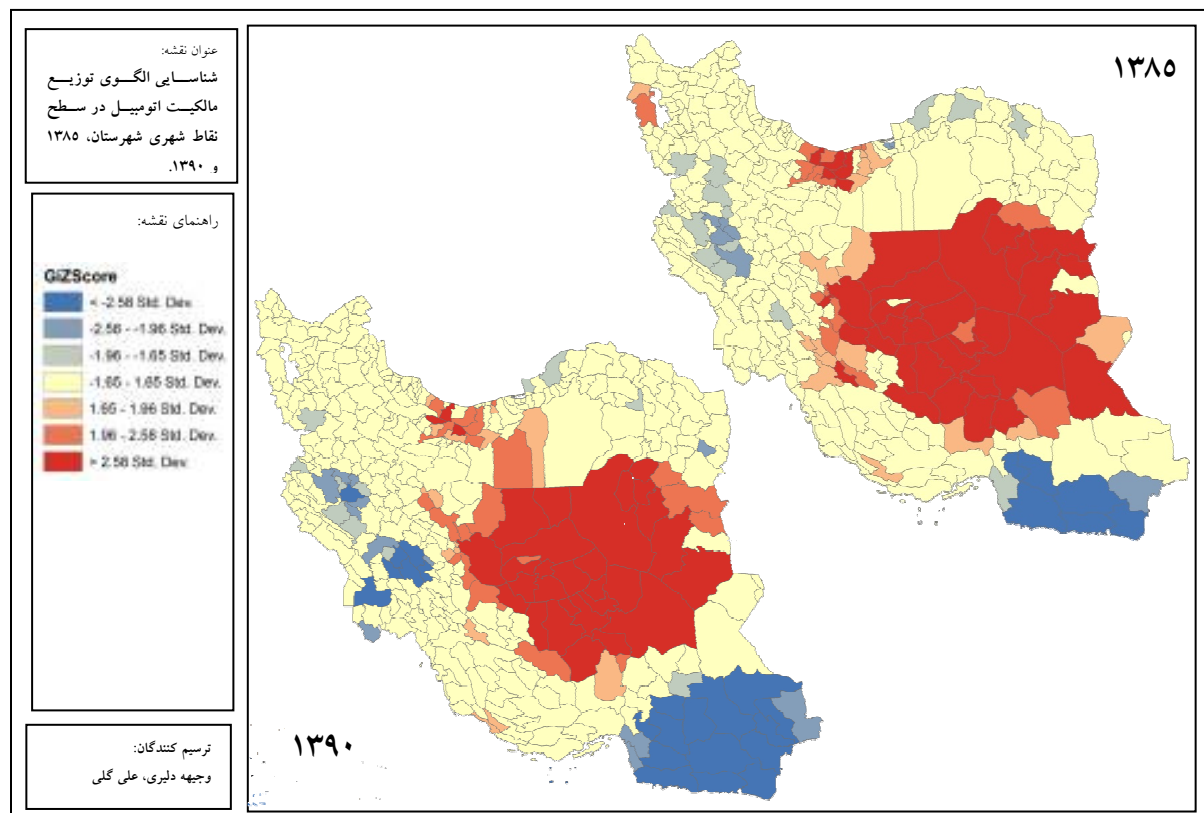 عنوان نقشه:
شناسایی الگوی توزیع
مالکیت اتومبیل در سطح
نقاط شهری شهرستان، ۱۳۸۵
و ۱۳۹۰.
راهنمای نقشه:
GiZScore
< -2.58 Std. Dev.
-2.58 - -1.96 Std. Dev.
-1.96 - -1.65 Std. Dev.
-1.65 - 1.65 Std. Dev.
1.65 - 1.96 Std. Dev.
1.96 - 2.58 Std. Dev.
> 2.58 Std. Dev.
ترسیم کنندگان:
وجیهه دلیری، علی گلی
۱۳۸۵
۱۳۹۰